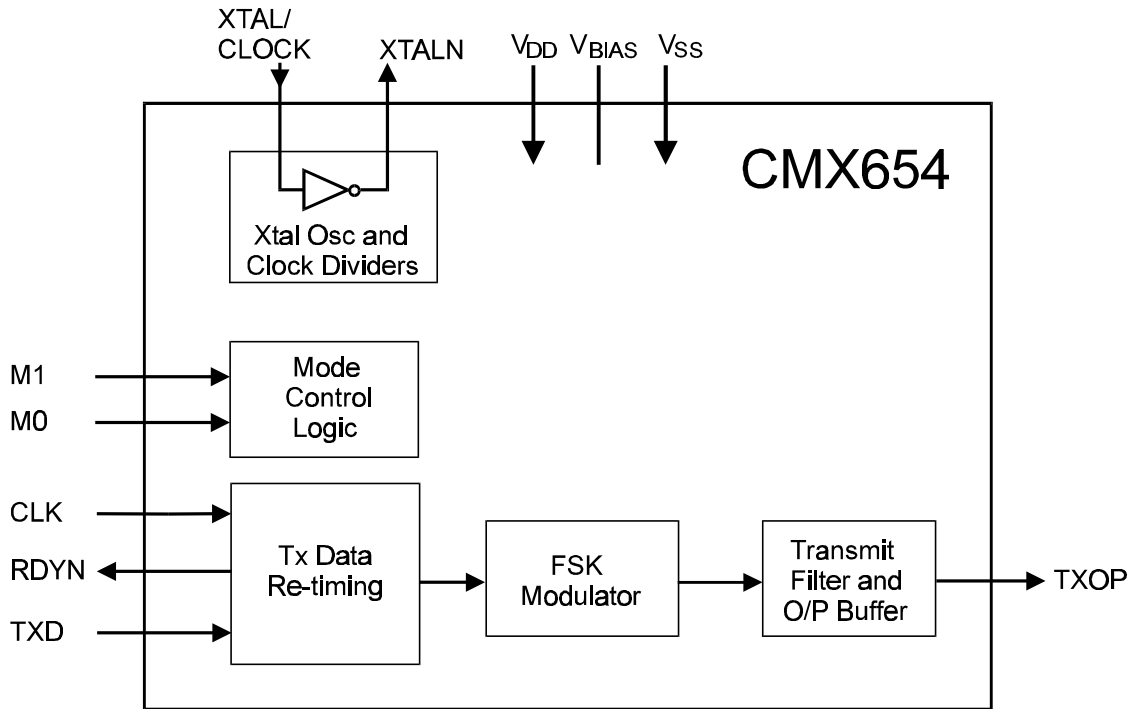 XTAL/
CLOCK
XTALN
VDD
VBIAS
VSS
CMX654
Xtal Osc and
Clock Dividers
M1
M0
Mode
Control
Logic
CLK
RDYN
TXD
Tx Data
Re-timing
FSK
Modulator
Transmit
Filter and
O/P Buffer
TXOP